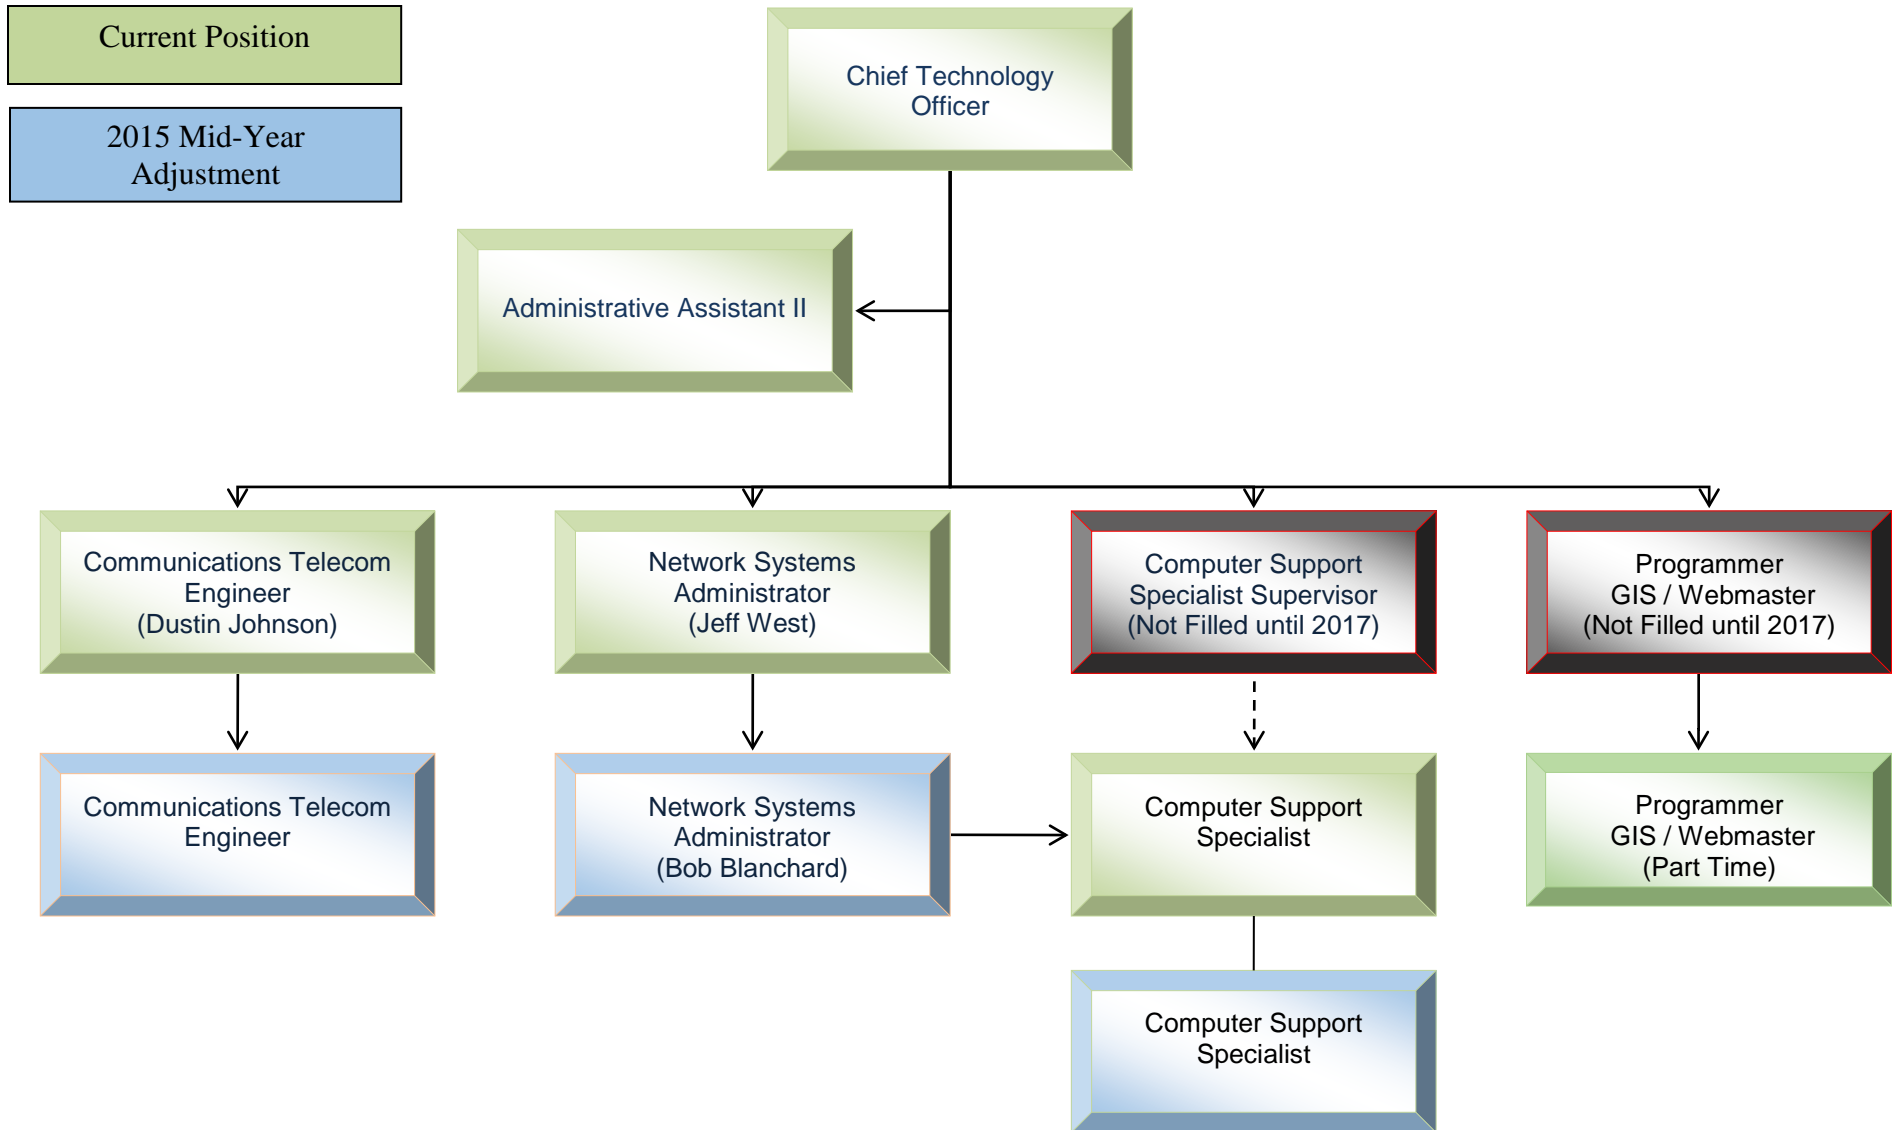 Current Position
2015 Mid-Year
Adjustment
Chief Technology
Officer
Administrative Assistant II
Communications Telecom
Engineer
(Dustin Johnson)
Network Systems
Administrator
(Jeff West)
Computer Support
Specialist Supervisor
(Not Filled until 2017)
Programmer
GIS / Webmaster
(Not Filled until 2017)
Communications Telecom
Engineer
Network Systems
Administrator
(Bob Blanchard)
Computer Support
Specialist
Programmer
GIS / Webmaster
(Part Time)
Computer Support
Specialist